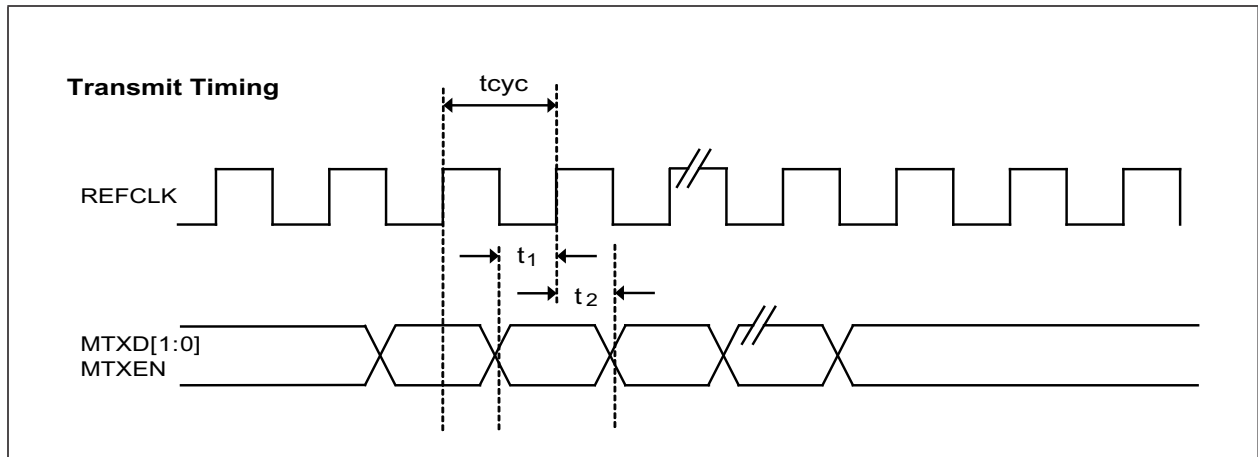 Transmit Timing
tcyc
REFCLK
t1
t2
MTXD[1:0]
MTXEN